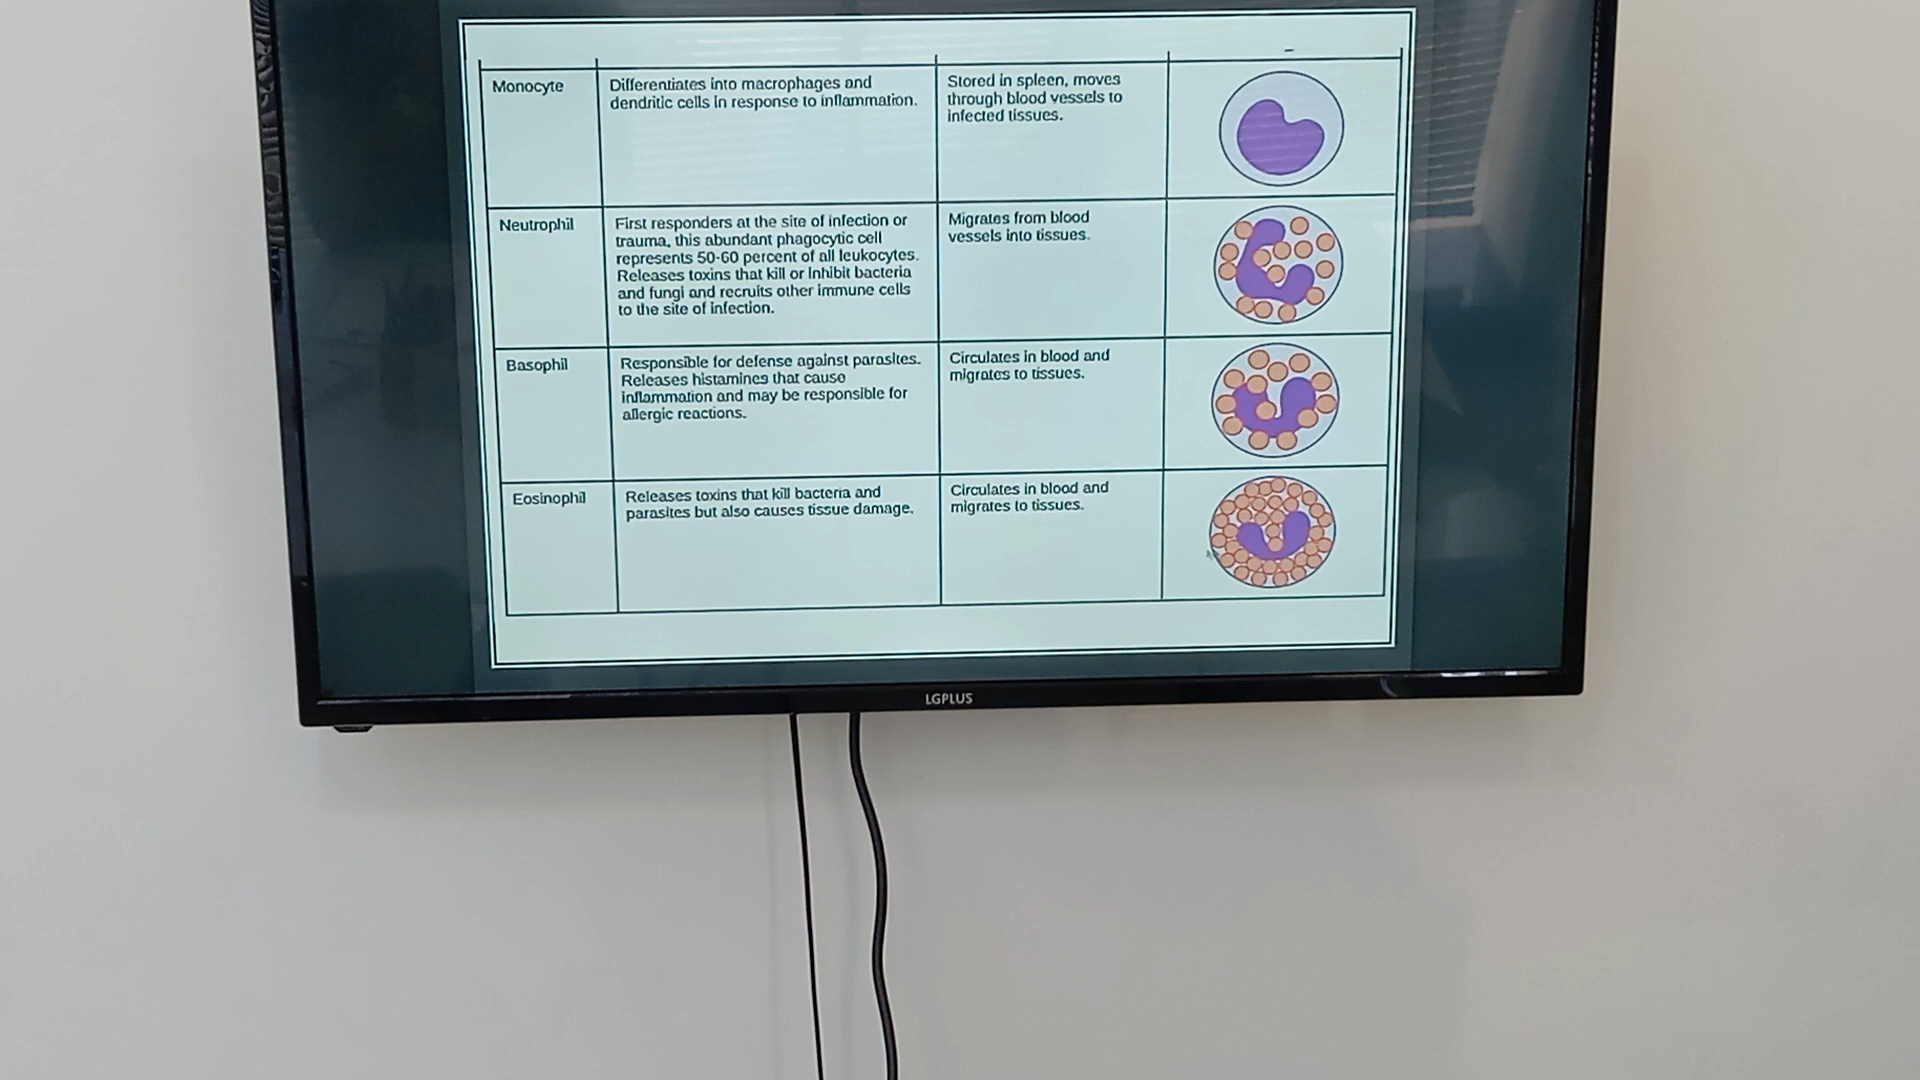 Monocyte
Differentiates into macrophages and
dendritic cells in response to inflammation.
Stored in spleen, moves
through blood vessels to
infected tissues.
Neutrophil
First responders at the site of infection or
trauma, this abundant phagocytic cell
represents 50-60 percent of all leukocytes.
Releases toxins that kill or inhibit bacteria
and fungi and recruits other immune cells
to the site of infection.
Migrates from blood
vessels into tissues.
Basophil
Responsible for defense against parasites.
Releases histamines that cause
inflammation and may be responsible for
allergic reactions.
Circulates in blood and
migrates to tissues.
Eosinophil
Releases toxins that kill bacteria and
parasites but also causes tissue damage.
Circulates in blood and
migrates to tissues.
LGPLUS